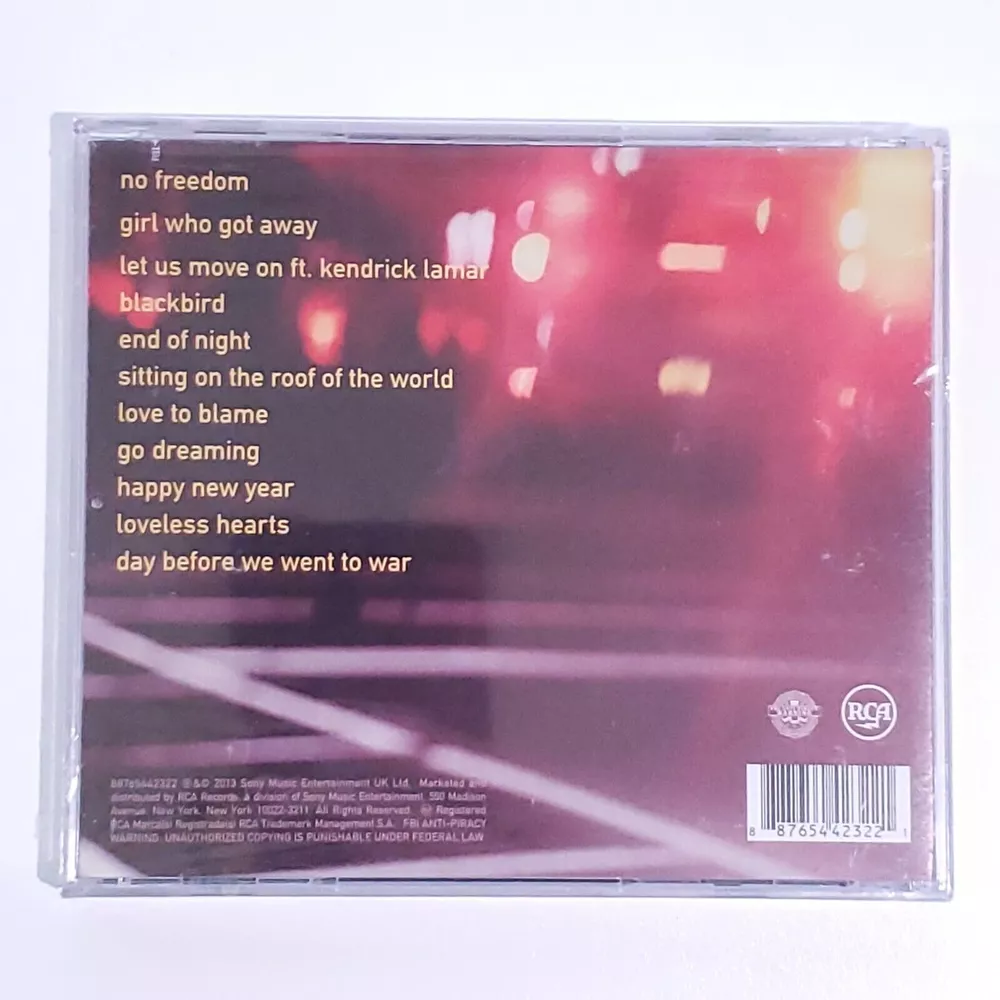 no freedom
girl who got away
let us move on ft. kendrick lamar
blackbird
end of night
sitting on the roof of the world
love to blame
go dreaming
happy new year
loveless hearts
day before we went to war
RCA
88765442322 ℗&© 2013 Sony Music Entertainment UK Ltd. Marketed and
distributed by RCA Records, a division of Sony Music Entertainment, 550 Madison
Avenue, New York, New York 10022-3211. All Rights Reserved. ® Registered.
Marca(s) Registrada(s) RCA Trademark Management S.A. FBI ANTI-PIRACY
WARNING: UNAUTHORIZED COPYING IS PUNISHABLE UNDER FEDERAL LAW
8 87654 42322 1